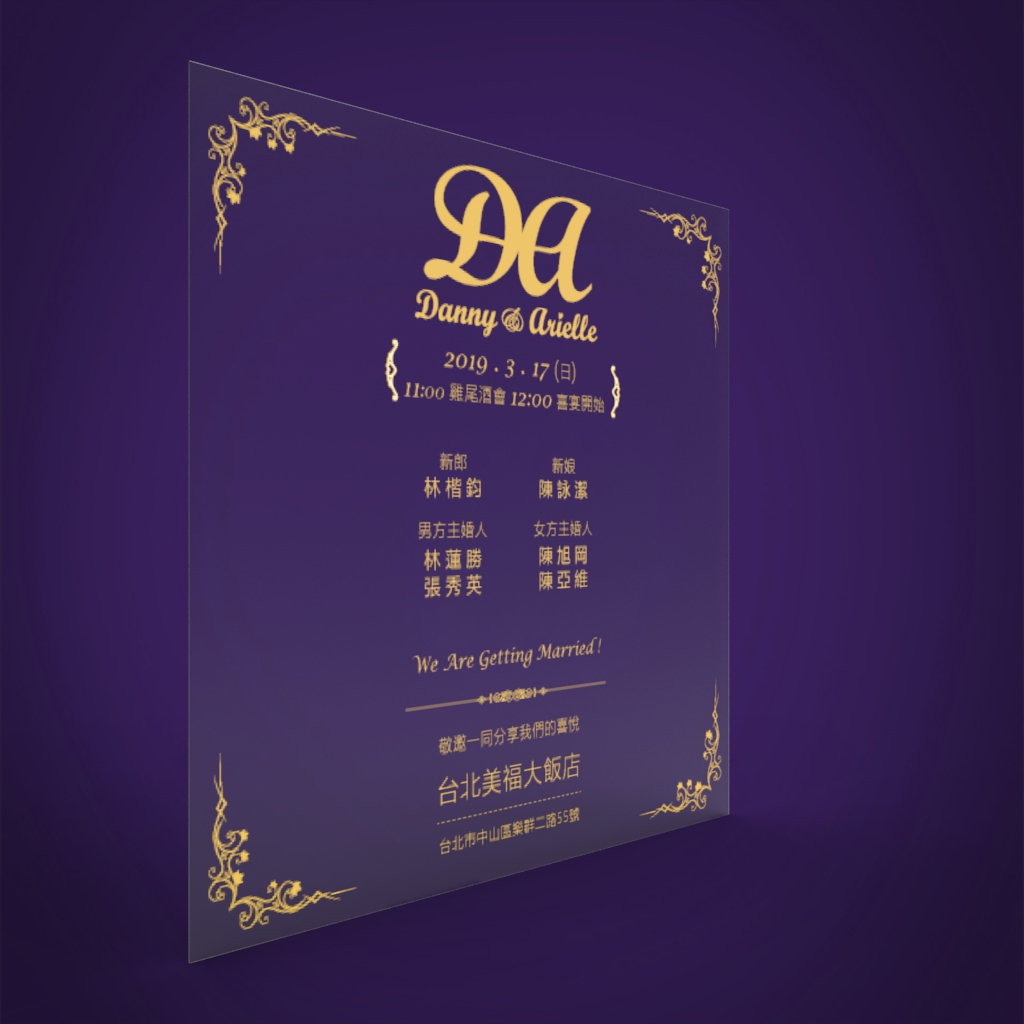 DA
Danny & Arielle
2019 . 3 . 17 (日)
11:00 雞尾酒會 12:00 喜宴開始
新郎 新娘
林楷鈞 陳詠潔
男方主婚人 女方主婚人
林蓮勝 陳旭岡
張秀英 陳亞維
We Are Getting Married!
敬邀一同分享我們的喜悅
台北美福大飯店
台北市中山區樂群二路55號